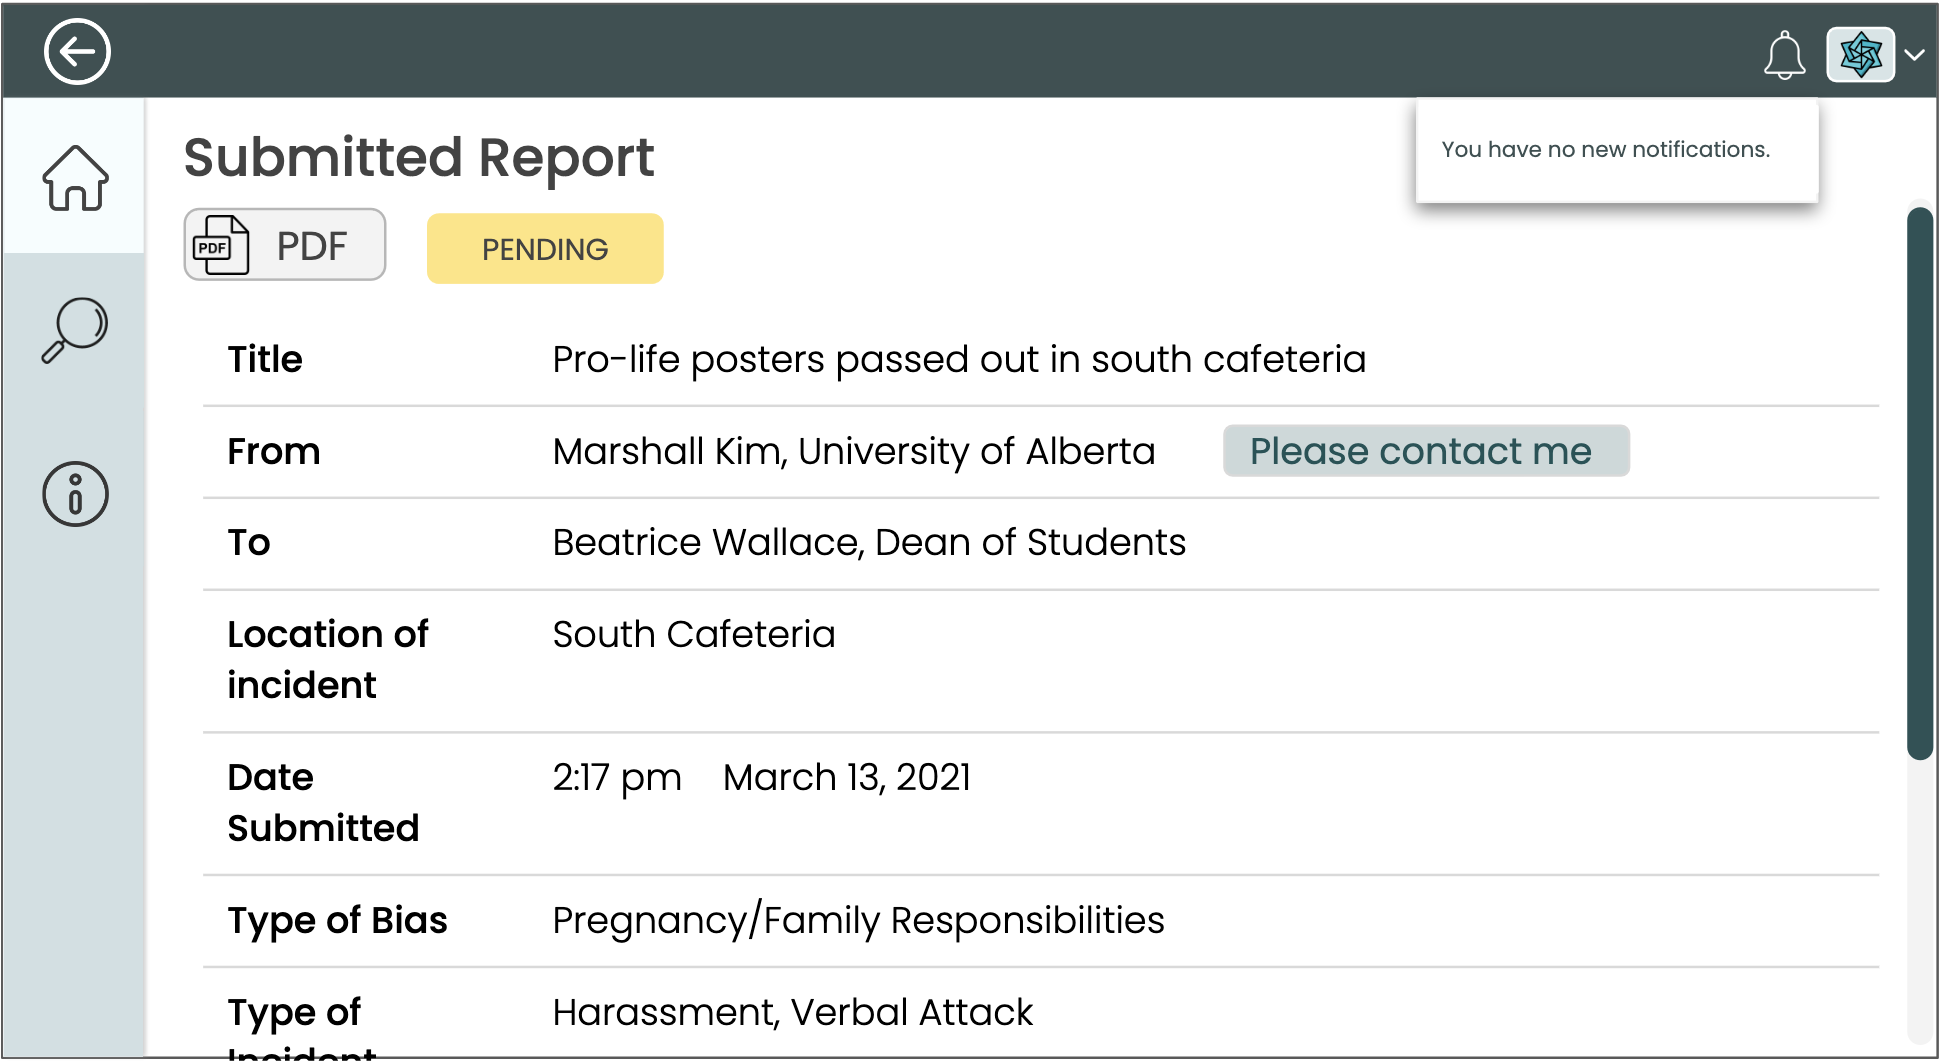 You have no new notifications.
Submitted Report
PDF PDF PENDING
Title Pro-life posters passed out in south cafeteria
From Marshall Kim, University of Alberta Please contact me
To Beatrice Wallace, Dean of Students
Location of South Cafeteria
incident
Date 2:17 pm March 13, 2021
Submitted
Type of Bias Pregnancy/Family Responsibilities
Type of Harassment, Verbal Attack
Incident